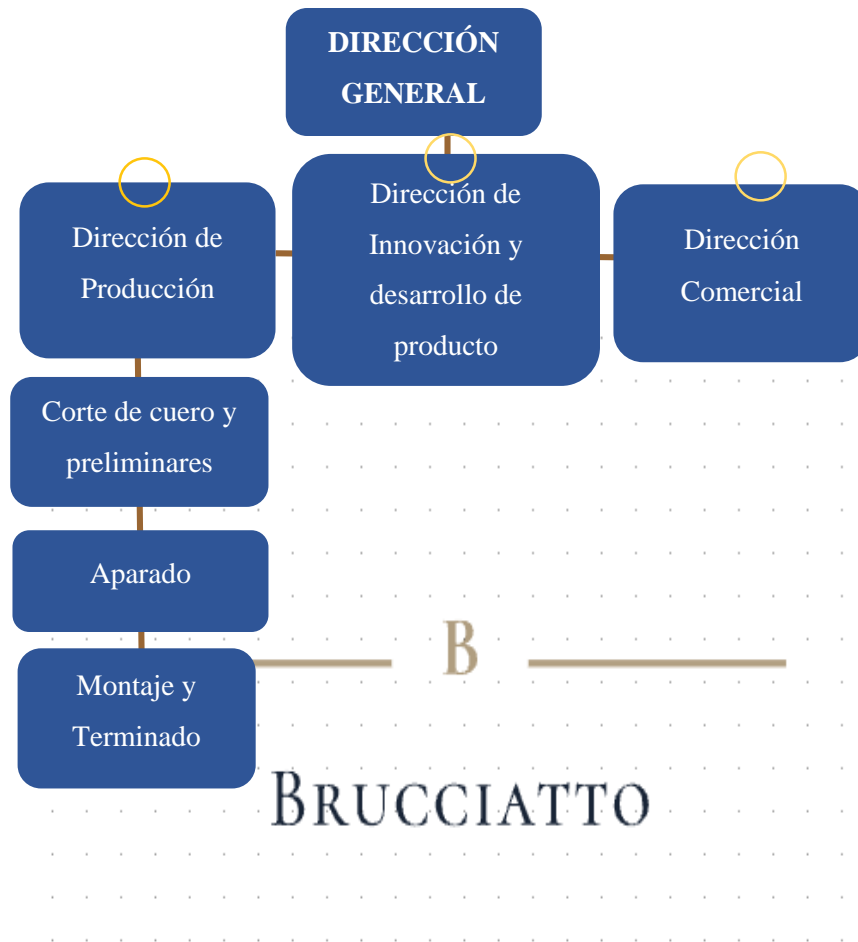 DIRECCIÓN
GENERAL
Dirección de
Producción
Dirección de
Innovación y
desarrollo de
producto
Dirección
Comercial
Corte de cuero y
preliminares
Aparado
Montaje y
Terminado
B
BRUCCIATTO